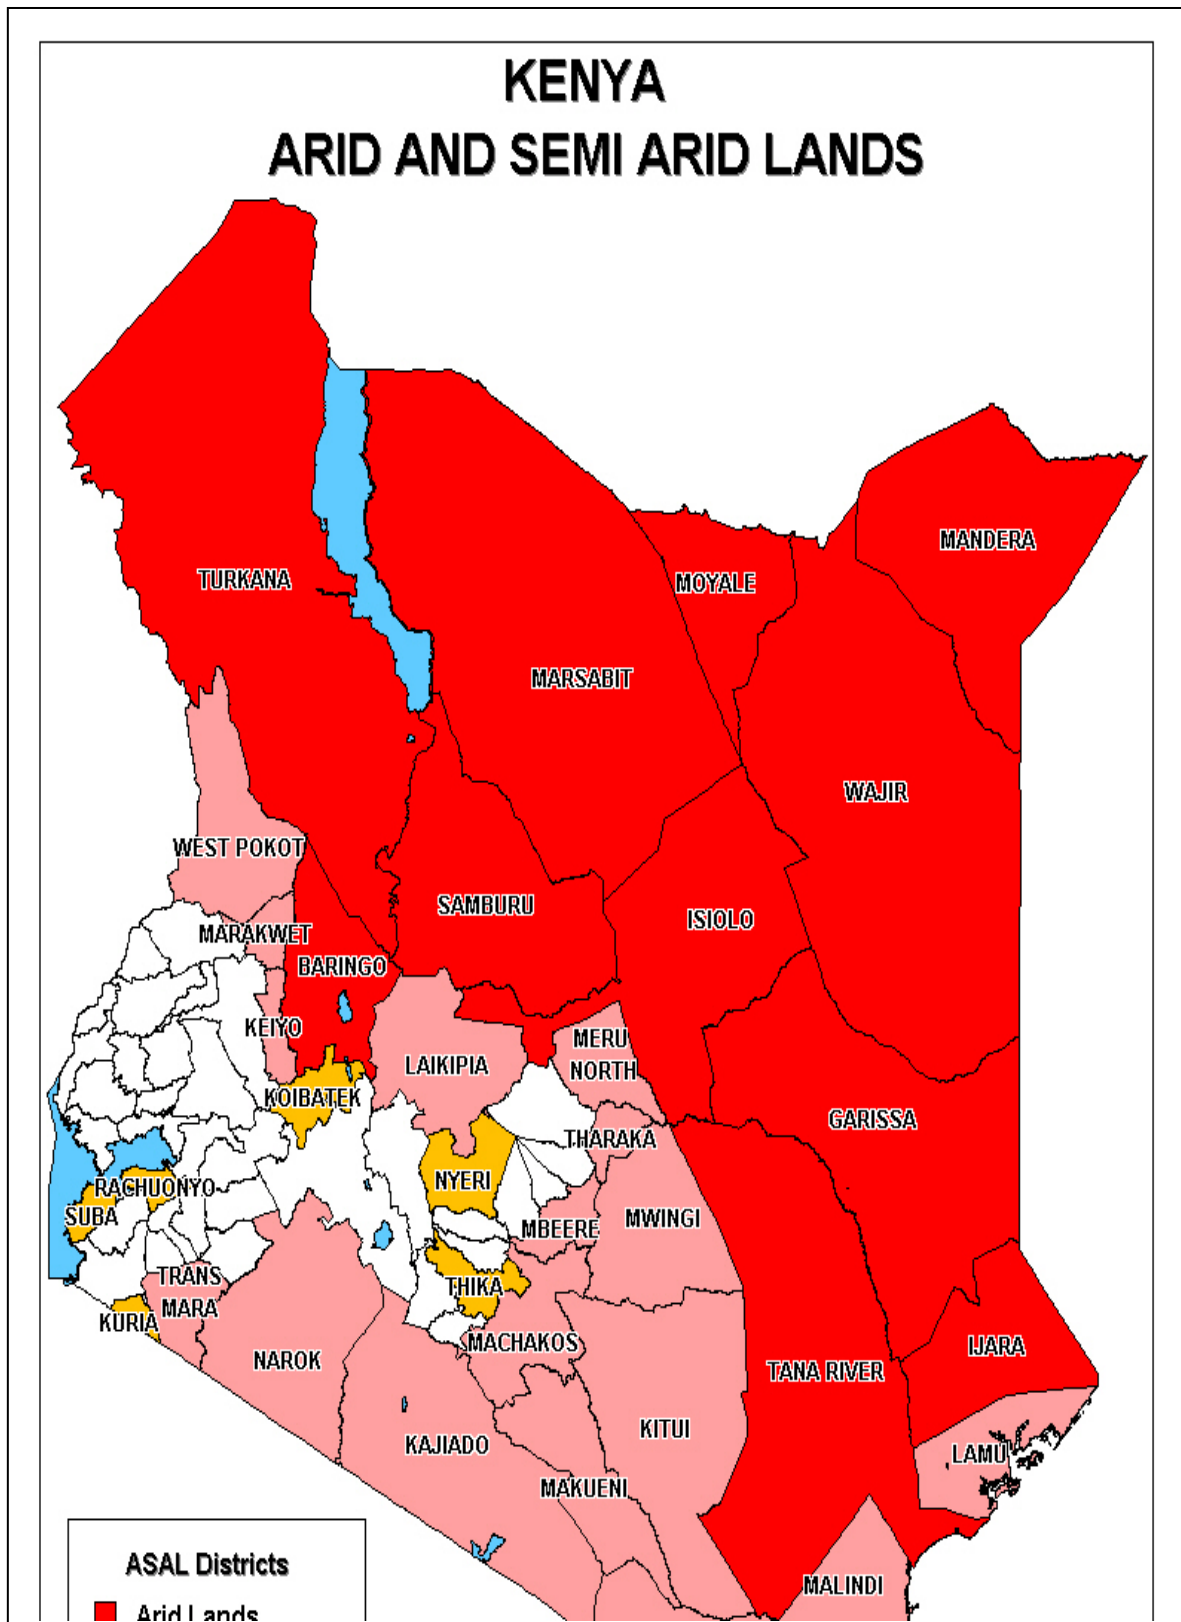 KENYA
ARID AND SEMI ARID LANDS
MANDERA
TURKANA
MOYALE
MARSABIT
WAJIR
WEST POKOT
SAMBURU
ISIOLO
MARAKWET
BARINGO
KEIYO
MERU
NORTH
LAIKIPIA
KOIBATEK
GARISSA
THARAKA
NYERI
RACHUONYO
SUBA
MWINGI
MBEERE
TRANS
MARA
THIKA
KURIA
MACHAKOS
IJARA
NAROK
TANA RIVER
KITUI
KAJIADO
LAMU
MAKUENI
ASAL Districts
MALINDI
Arid Lands